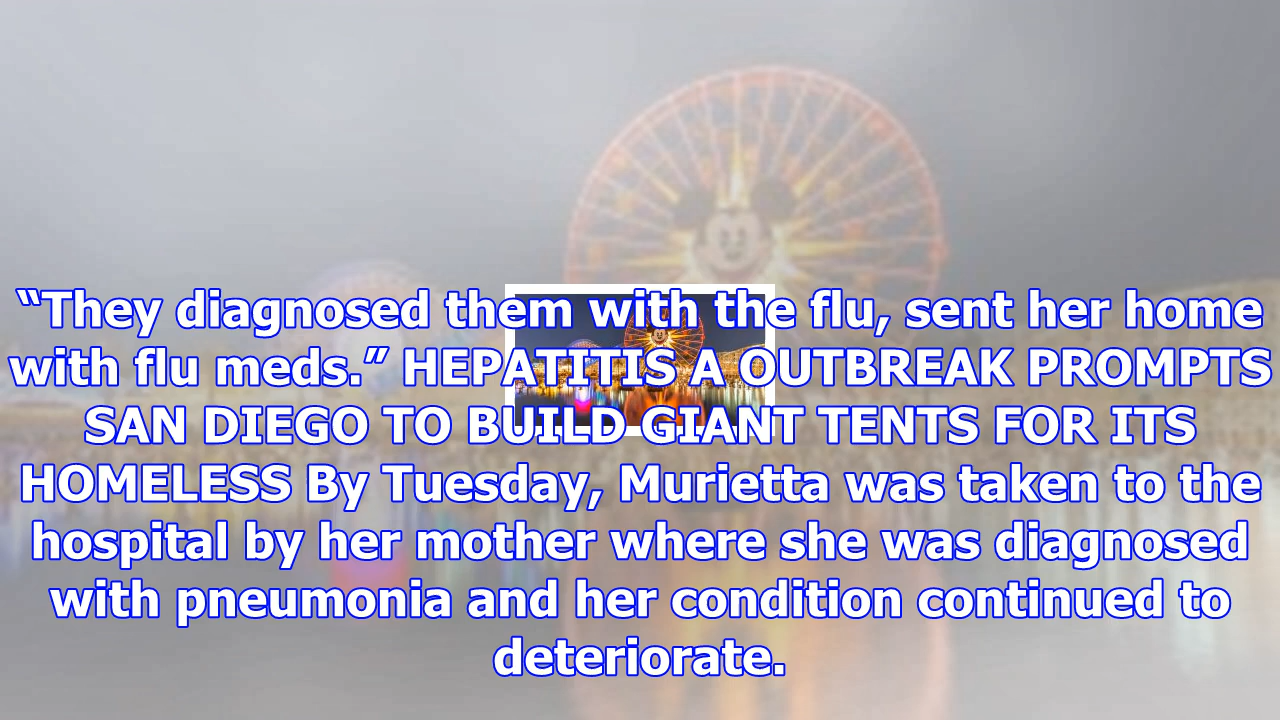 “They diagnosed them with the flu, sent her home
with flu meds.” HEPATITIS A OUTBREAK PROMPTS
SAN DIEGO TO BUILD GIANT TENTS FOR ITS
HOMELESS By Tuesday, Murietta was taken to the
hospital by her mother where she was diagnosed
with pneumonia and her condition continued to
deteriorate.